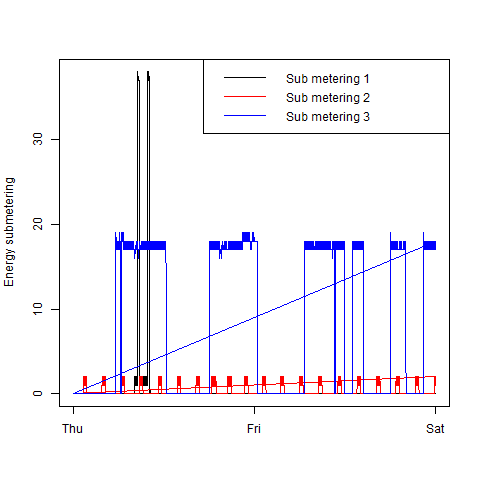 Sub metering 1
Sub metering 2
Sub metering 3
Energy submetering
30
20
10
0
Thu
Fri
Sat